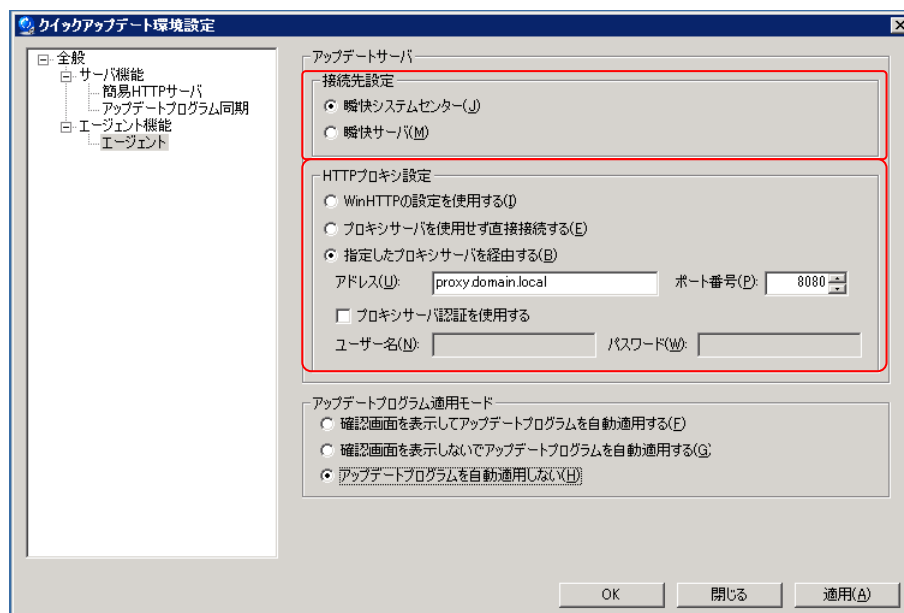 クイックアップデート環境設定
全般
サーバ機能
簡易HTTPサーバ
アップデートプログラム同期
エージェント機能
エージェント
アップデートサーバ
接続先設定
瞬快システムセンター(J)
瞬快サーバ(M)
HTTPプロキシ設定
WinHTTPの設定を使用する(I)
プロキシサーバを使用せず直接接続する(E)
指定したプロキシサーバを経由する(B)
アドレス(U): proxy.domain.local ポート番号(P): 8080
プロキシサーバ認証を使用する
ユーザー名(N): パスワード(W):
アップデートプログラム適用モード
確認画面を表示してアップデートプログラムを自動適用する(F)
確認画面を表示しないでアップデートプログラムを自動適用する(G)
アップデートプログラムを自動適用しない(H)
OK 閉じる 適用(A)